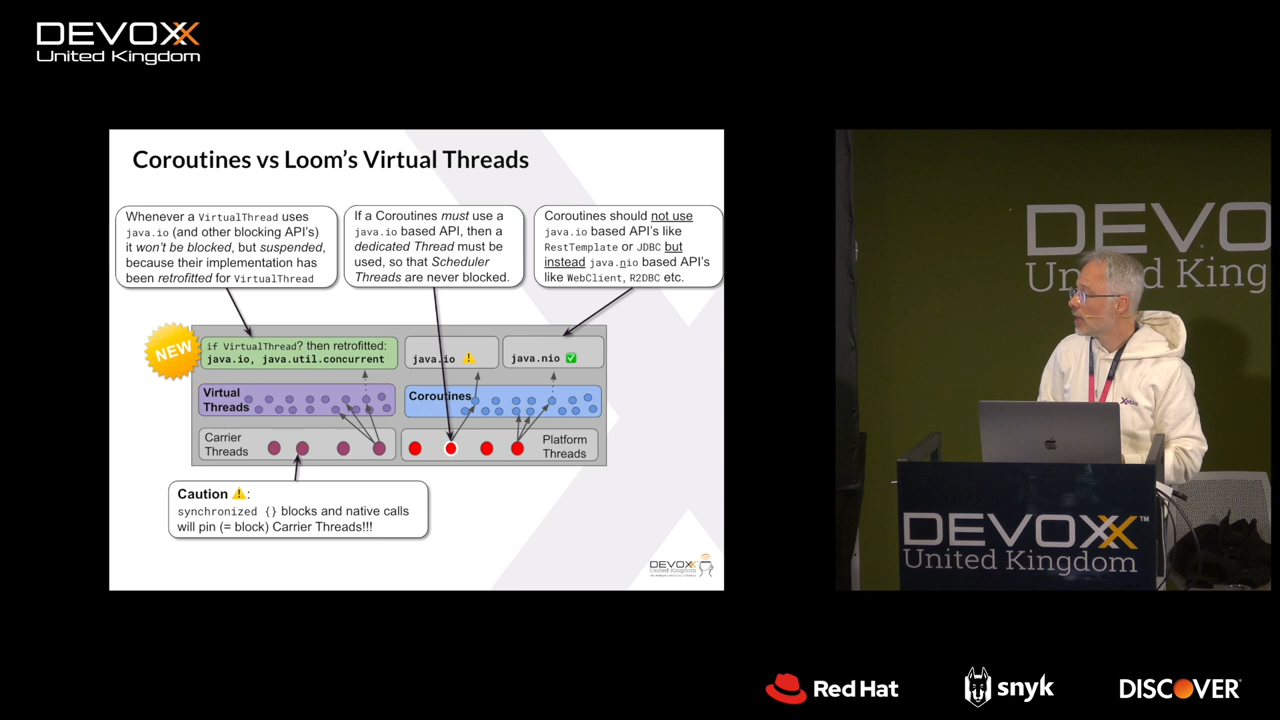 DEVOXX
United Kingdom
Coroutines vs Loom's Virtual Threads
Whenever a VirtualThread uses
java.io (and other blocking API's)
it won't be blocked, but suspended,
because their implementation has
been retrofitted for VirtualThread
If a Coroutines must use a
java.io based API, then a
dedicated Thread must be
used, so that Scheduler
Threads are never blocked.
Coroutines should not use
java.io based API's like
RestTemplate or JDBC but
instead java.nio based API's
like WebClient, R2DBC etc.
NEW
if VirtualThread? then retrofitted:
java.io, java.util.concurrent
java.io ⚠️
java.nio ✅
Virtual
Threads
Coroutines
Carrier
Threads
Platform
Threads
Caution ⚠️:
synchronized {} blocks and native calls
will pin (= block) Carrier Threads!!!
DEVOXX
United Kingdom
DEVO
United King
Xebia
DEVOXX™
United Kingdom
Red Hat
snyk
DISCOVER